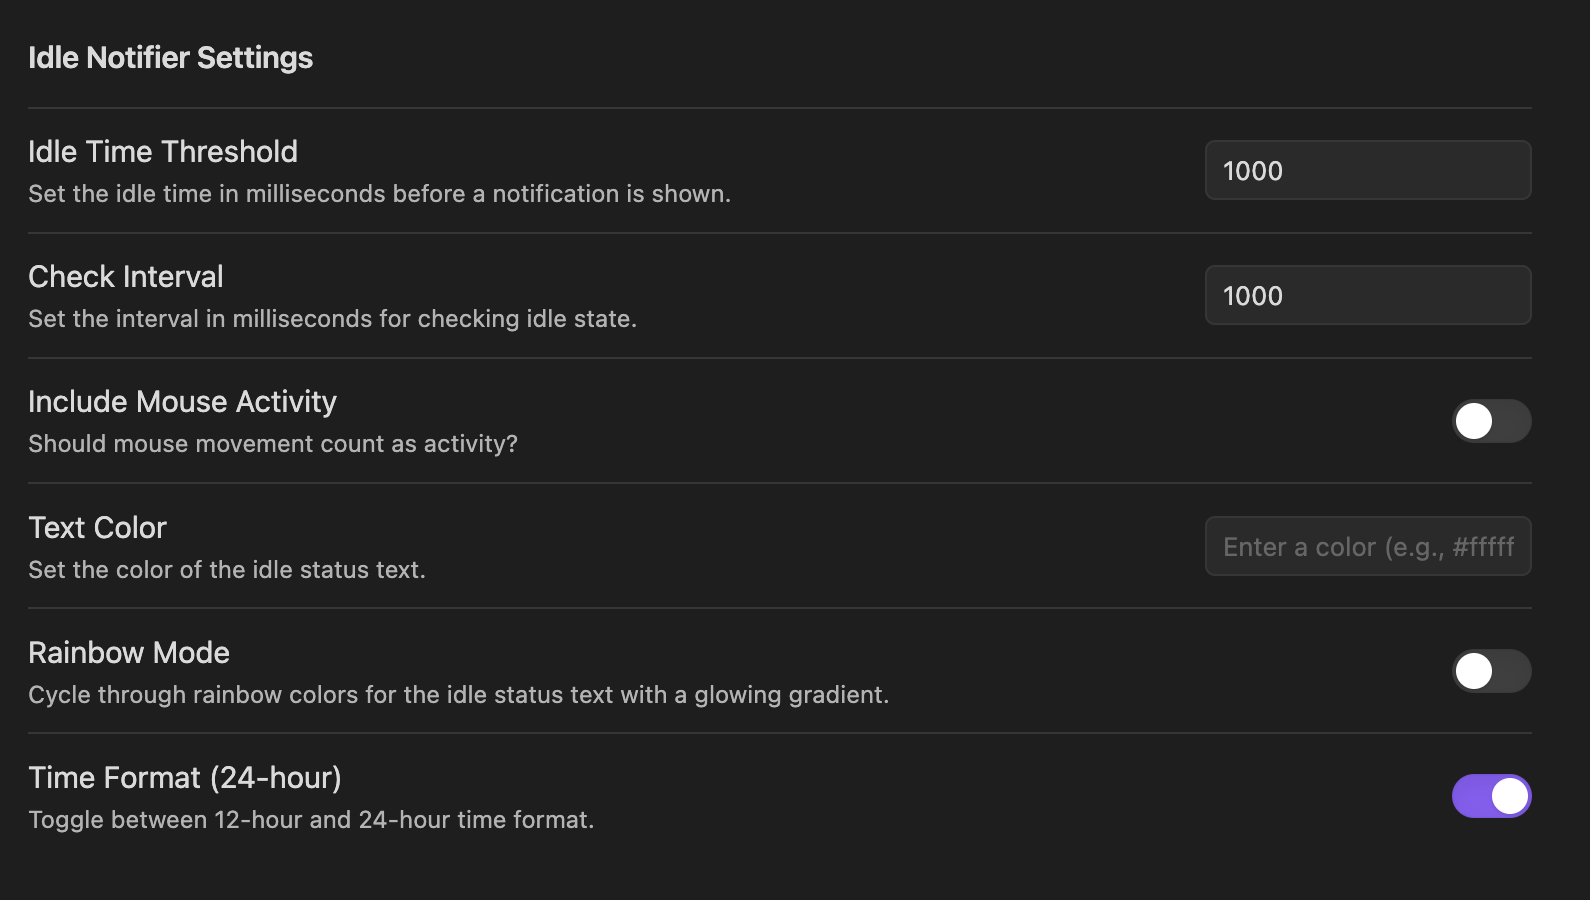 Idle Notifier Settings
Idle Time Threshold
Set the idle time in milliseconds before a notification is shown.
1000
Check Interval
Set the interval in milliseconds for checking idle state.
1000
Include Mouse Activity
Should mouse movement count as activity?
Text Color
Set the color of the idle status text.
Enter a color (e.g., #fffff
Rainbow Mode
Cycle through rainbow colors for the idle status text with a glowing gradient.
Time Format (24-hour)
Toggle between 12-hour and 24-hour time format.